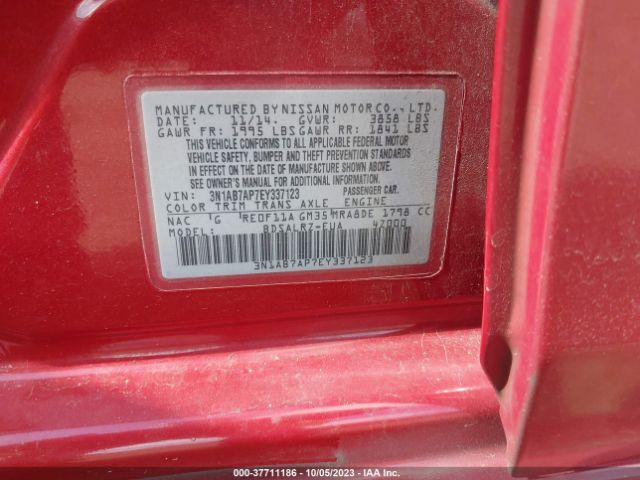 MANUFACTURED BY NISSAN MOTOR CO., LTD.
DATE: 11/14. GVWR: 3858 LBS
GAWR FR: 1995 LBS GAWR RR: 1841 LBS
THIS VEHICLE CONFORMS TO ALL APPLICABLE FEDERAL MOTOR
VEHICLE SAFETY, BUMPER AND THEFT PREVENTION STANDARDS
IN EFFECT ON THE DATE OF MANUFACTURE SHOWN ABOVE.
SEE OWNER'S MANUAL FOR ADDITIONAL INFORMATION.
VIN: 3N1AB7AP7EY337123 PASSENGER CAR.
COLOR TRIM TRANS AXLE ENGINE
NAC G RE0F11A GM35 MRA8DE 1798 CC
MODEL: BDSALRZ-EUA 4Z000
3N1AB7AP7EY337123
000-37711186 - 10/05/2023 - IAA Inc.